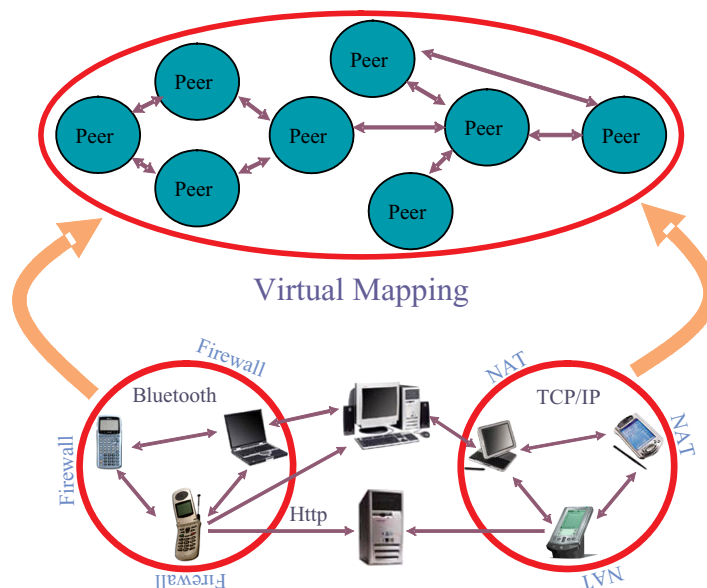 Peer
Peer
Peer
Peer
Peer
Peer
Peer
Peer
Virtual Mapping
Firewall
NAT
Bluetooth
TCP/IP
NAT
Firewall
Http
Firewall
NAT